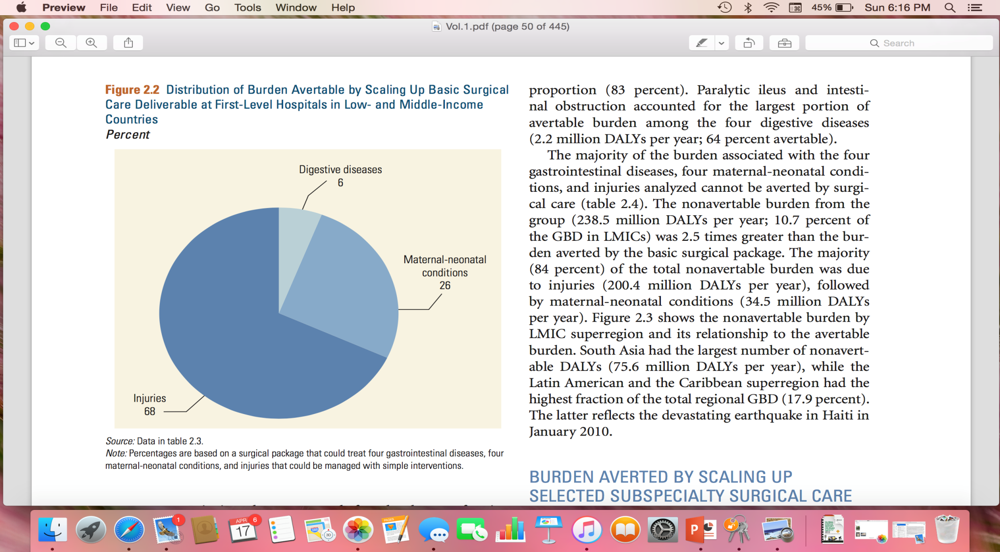 Preview File Edit View Go Tools Window Help
45% Sun 6:16 PM
Vol.1.pdf (page 50 of 445)
Search
Figure 2.2 Distribution of Burden Avertable by Scaling Up Basic Surgical
Care Deliverable at First-Level Hospitals in Low- and Middle-Income
Countries
Percent
Digestive diseases
6
Maternal-neonatal
conditions
26
Injuries
68
Source: Data in table 2.3.
Note: Percentages are based on a surgical package that could treat four gastrointestinal diseases, four
maternal-neonatal conditions, and injuries that could be managed with simple interventions.
proportion (83 percent). Paralytic ileus and intesti-
nal obstruction accounted for the largest portion of
avertable burden among the four digestive diseases
(2.2 million DALYs per year; 64 percent avertable).
The majority of the burden associated with the four
gastrointestinal diseases, four maternal-neonatal condi-
tions, and injuries analyzed cannot be averted by surgi-
cal care (table 2.4). The nonavertable burden from the
group (238.5 million DALYs per year; 10.7 percent of
the GBD in LMICs) was 2.5 times greater than the bur-
den averted by the basic surgical package. The majority
(84 percent) of the total nonavertable burden was due
to injuries (200.4 million DALYs per year), followed
by maternal-neonatal conditions (34.5 million DALYs
per year). Figure 2.3 shows the nonavertable burden by
LMIC superregion and its relationship to the avertable
burden. South Asia had the largest number of nonavert-
able DALYs (75.6 million DALYs per year), while the
Latin American and the Caribbean superregion had the
highest fraction of the total regional GBD (17.9 percent).
The latter reflects the devastating earthquake in Haiti in
January 2010.
BURDEN AVERTED BY SCALING UP
SELECTED SUBSPECIALTY SURGICAL CARE
1
APR 6
17
PAGES
3D
P
GLOBAL
STATUS
REPORT
ON ROAD
SAFETY